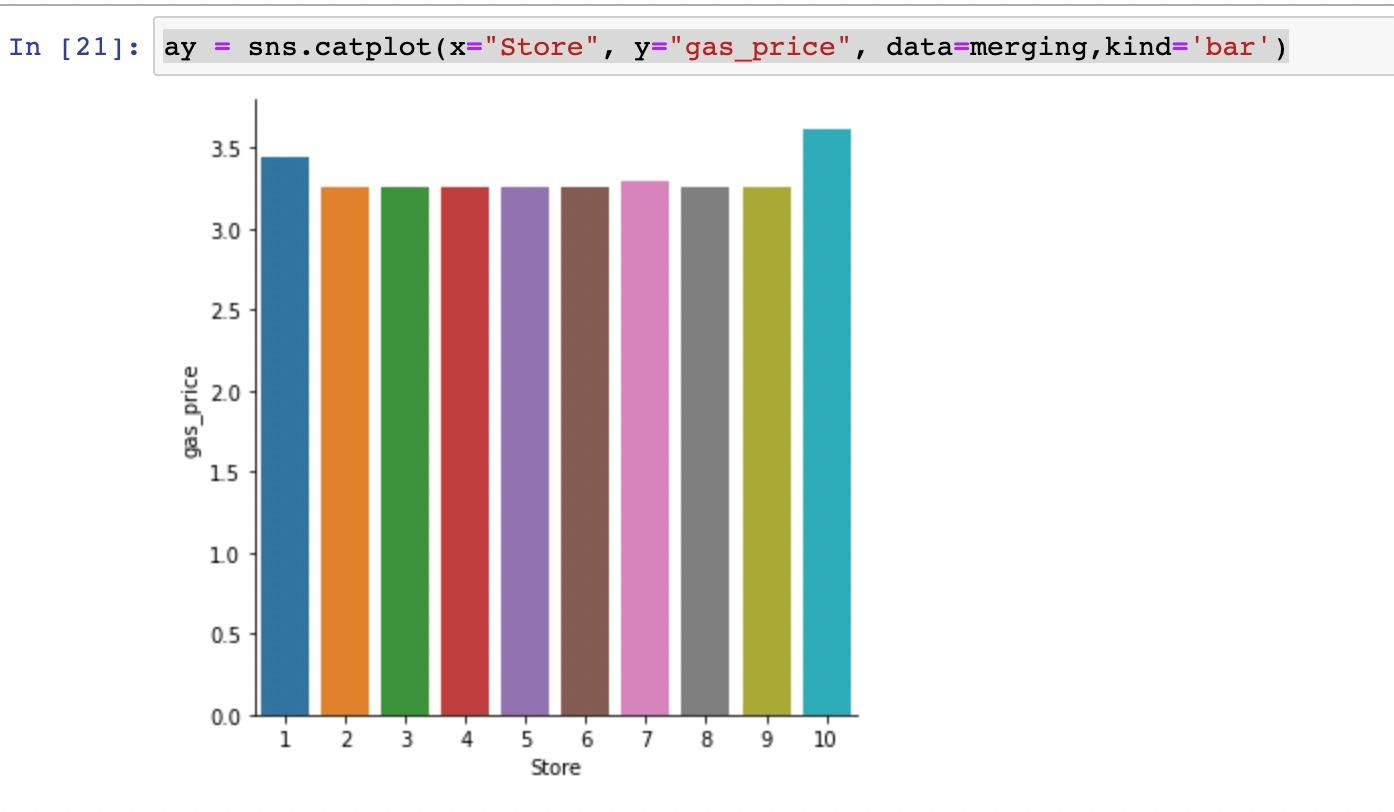 In [21]: ay = sns.catplot(x="Store", y="gas_price", data=merging,kind='bar')
3.5
3.0
2.5
2.0
1.5
1.0
0.5
0.0
gas_price
1 2 3 4 5 6 7 8 9 10
Store